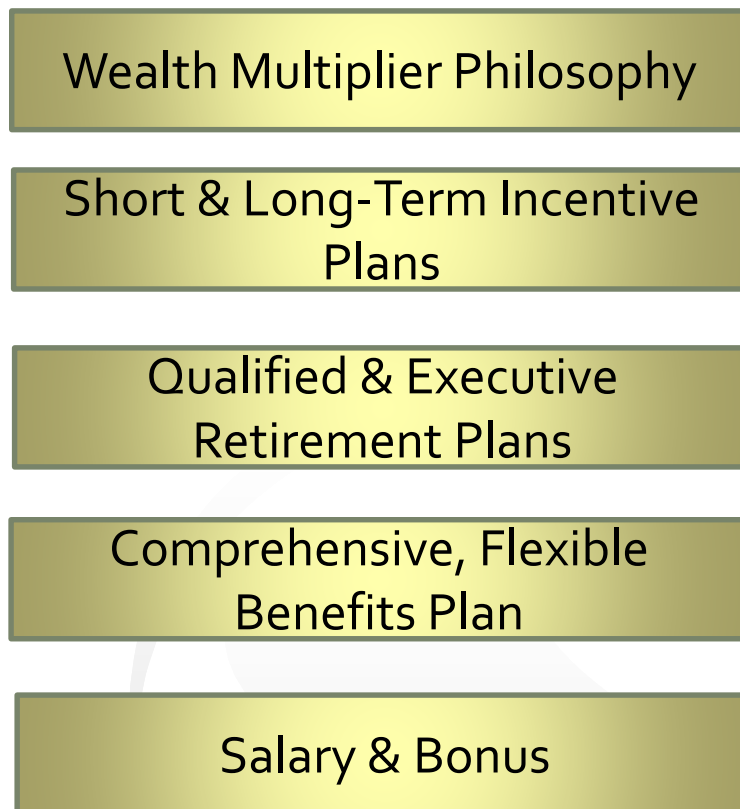 Wealth Multiplier Philosophy
Short & Long-Term Incentive
Plans
Qualified & Executive
Retirement Plans
Comprehensive, Flexible
Benefits Plan
Salary & Bonus